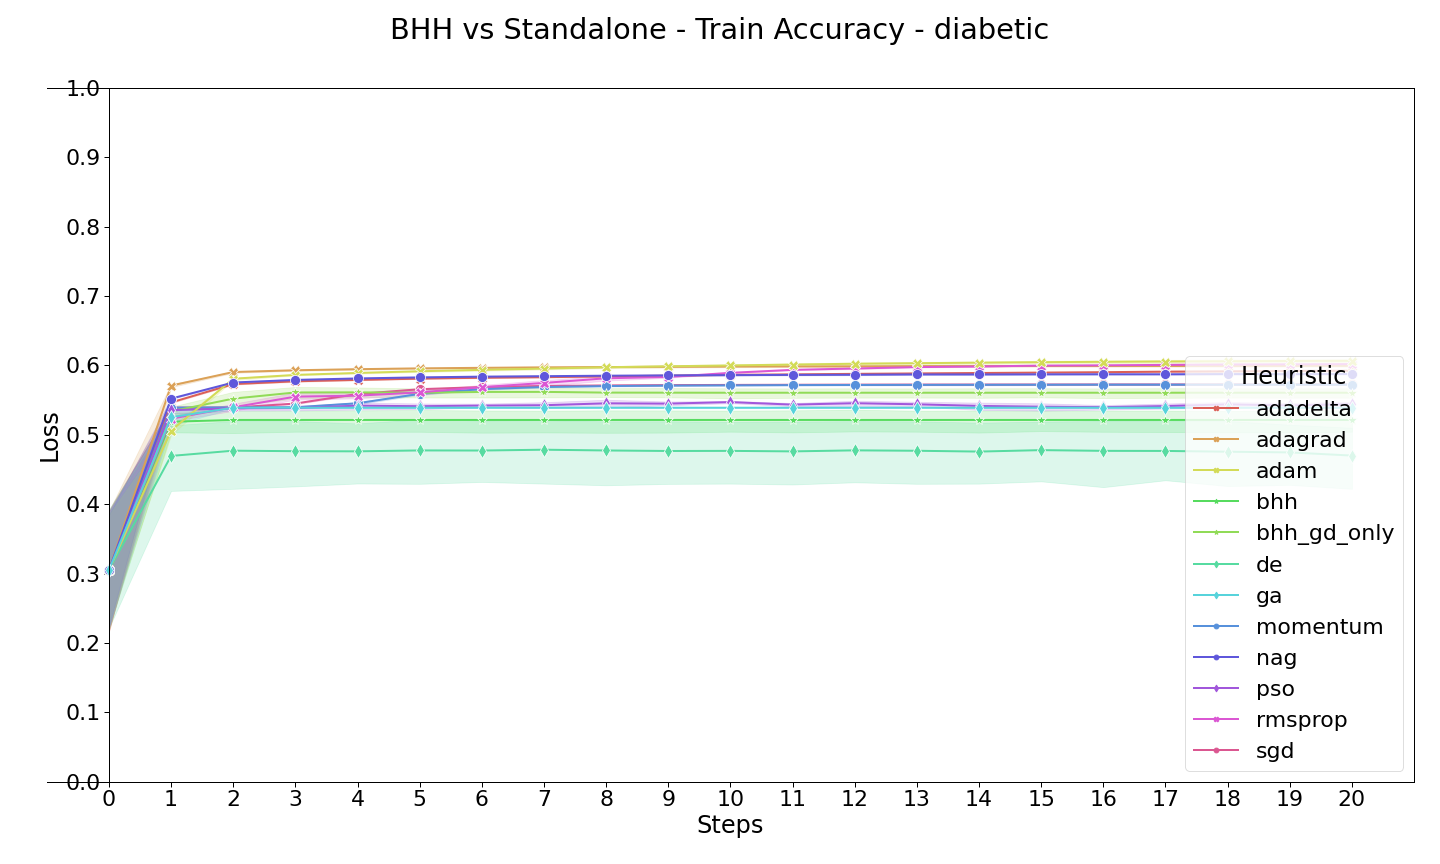 BHH vs Standalone - Train Accuracy - diabetic
1.0
0.9
0.8
0.7
0.6
0.5
0.4
0.3
0.2
0.1
0.0
Loss
0 1 2 3 4 5 6 7 8 9 10 11 12 13 14 15 16 17 18 19 20
Steps
Heuristic
adadelta
adagrad
adam
bhh
bhh_gd_only
de
ga
momentum
nag
pso
rmsprop
sgd